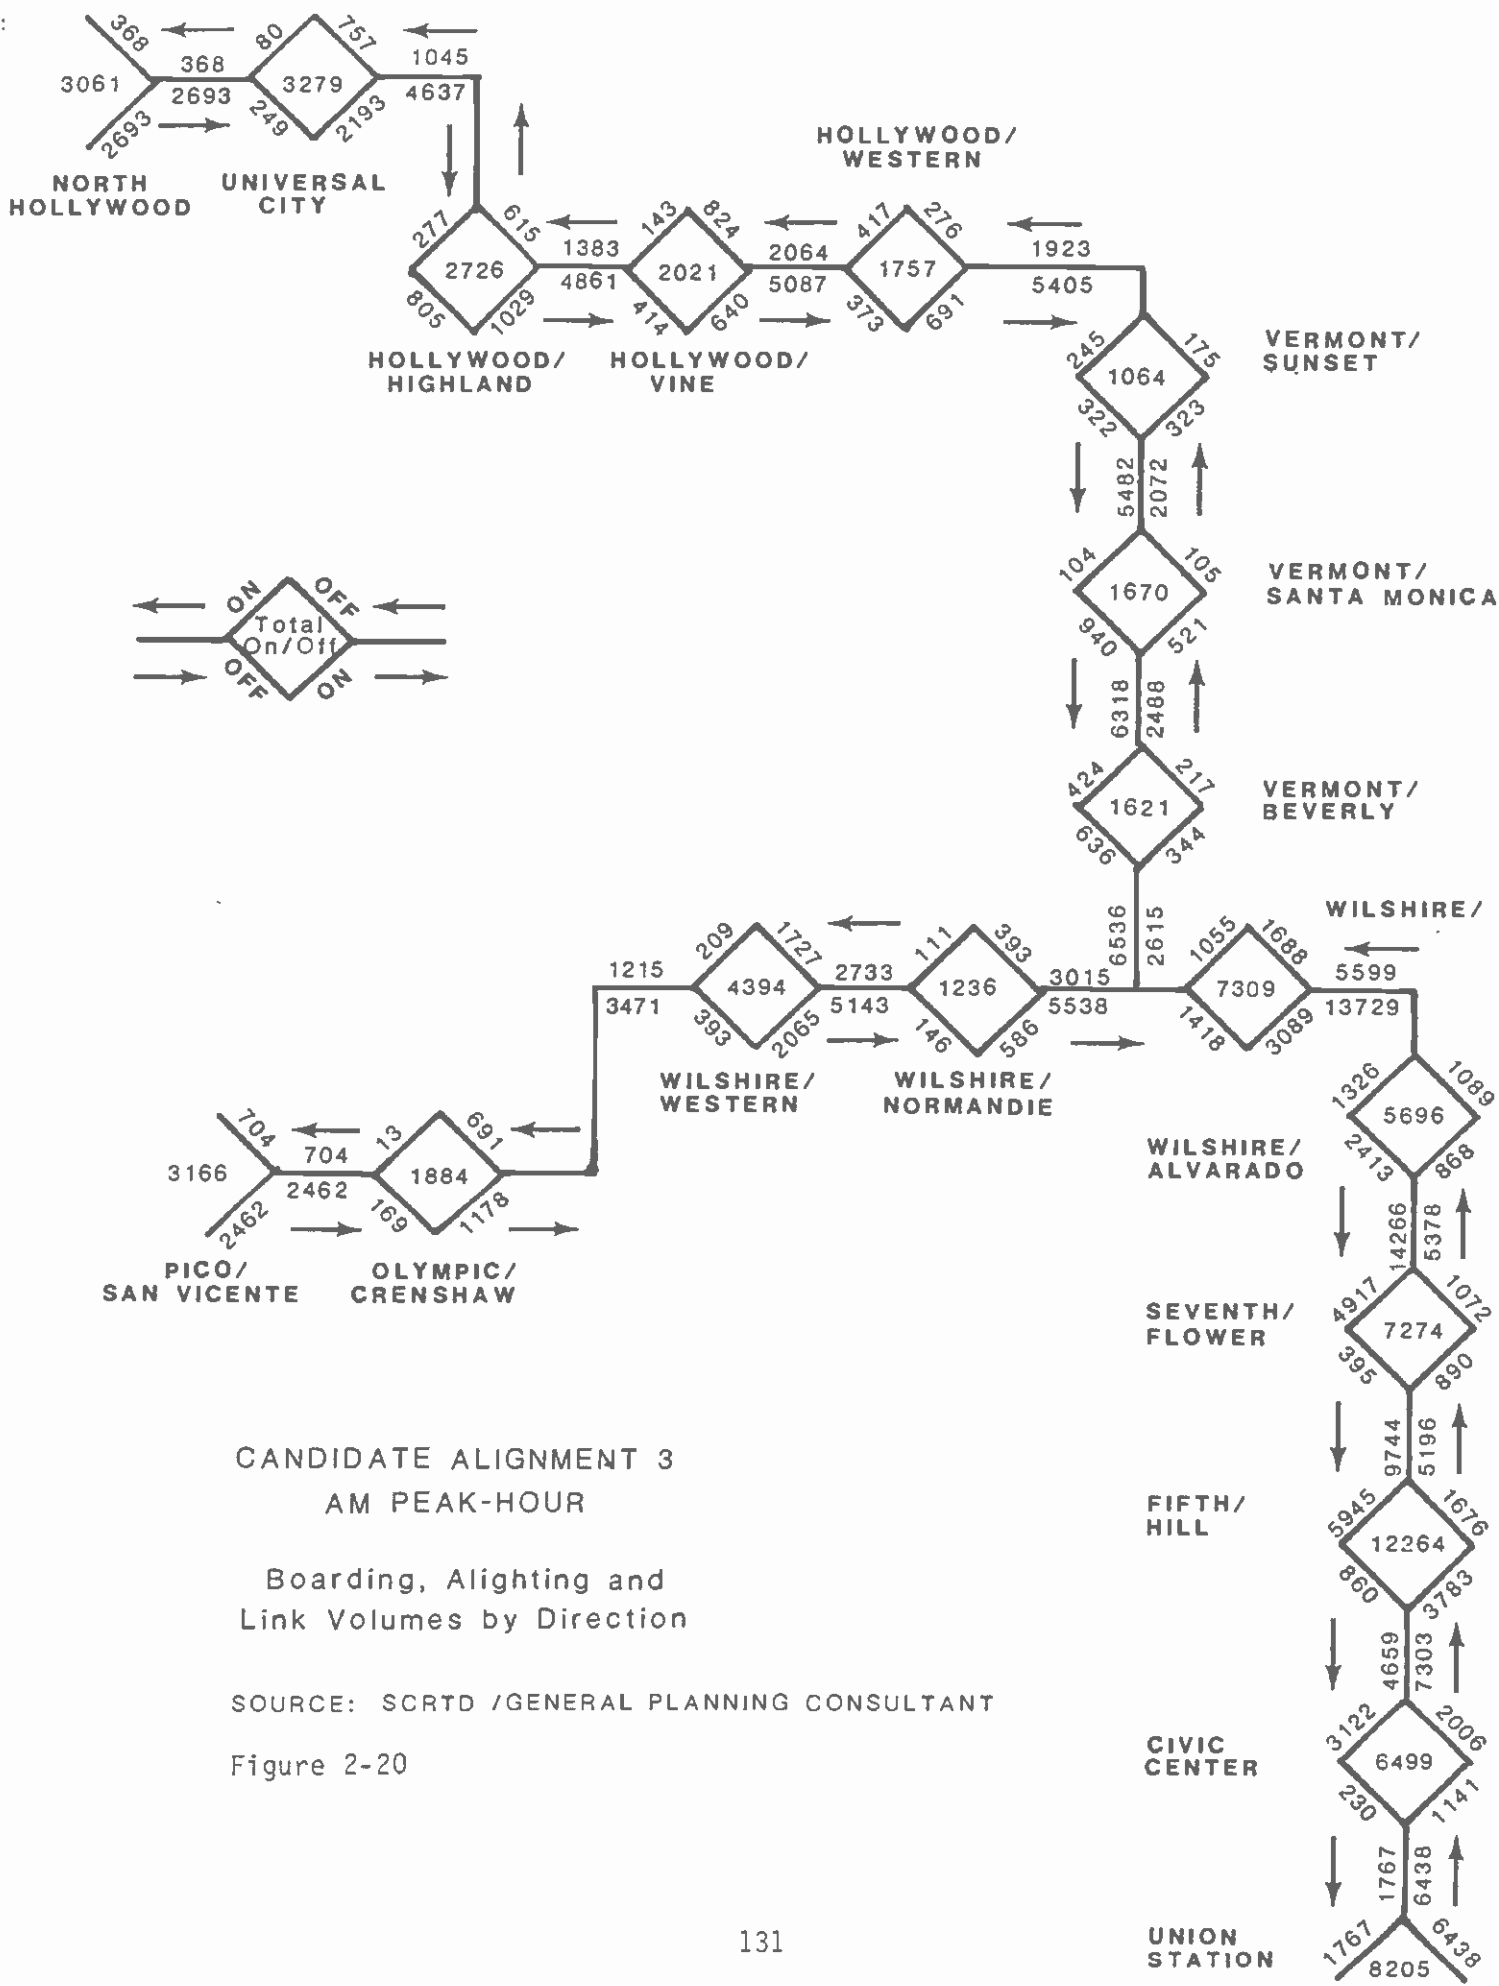 368
3061
2693
368
2693
80
757
3279
249
2193
1045
4637
NORTH
HOLLYWOOD
UNIVERSAL
CITY
HOLLYWOOD/
WESTERN
277
615
2726
805
1029
1383
4861
143
824
2021
414
640
2064
5087
417
276
1757
373
691
1923
5405
HOLLYWOOD/
HIGHLAND
HOLLYWOOD/
VINE
245
175
1064
322
323
VERMONT/
SUNSET
5482
2072
104
105
1670
940
521
VERMONT/
SANTA MONICA
ON
OFF
Total
On/Off
OFF
ON
6318
2488
424
217
1621
636
344
VERMONT/
BEVERLY
6536
2615
WILSHIRE/
1215
3471
209
1727
4394
393
2065
2733
5143
111
393
1236
146
586
3015
5538
1055
1688
7309
1418
3089
5599
13729
WILSHIRE/
WESTERN
WILSHIRE/
NORMANDIE
1326
1089
5696
2413
868
WILSHIRE/
ALVARADO
704
3166
2462
704
2462
13
691
1884
169
1178
PICO/
SAN VICENTE
OLYMPIC/
CRENSHAW
14266
5378
4917
1072
7274
395
890
SEVENTH/
FLOWER
9744
5196
5945
1676
12264
860
3783
FIFTH/
HILL
4659
7303
3122
2006
6499
230
1141
CIVIC
CENTER
1767
6438
1767
6438
8205
UNION
STATION
CANDIDATE ALIGNMENT 3
AM PEAK-HOUR
Boarding, Alighting and
Link Volumes by Direction
SOURCE: SCRTD /GENERAL PLANNING CONSULTANT
Figure 2-20
131